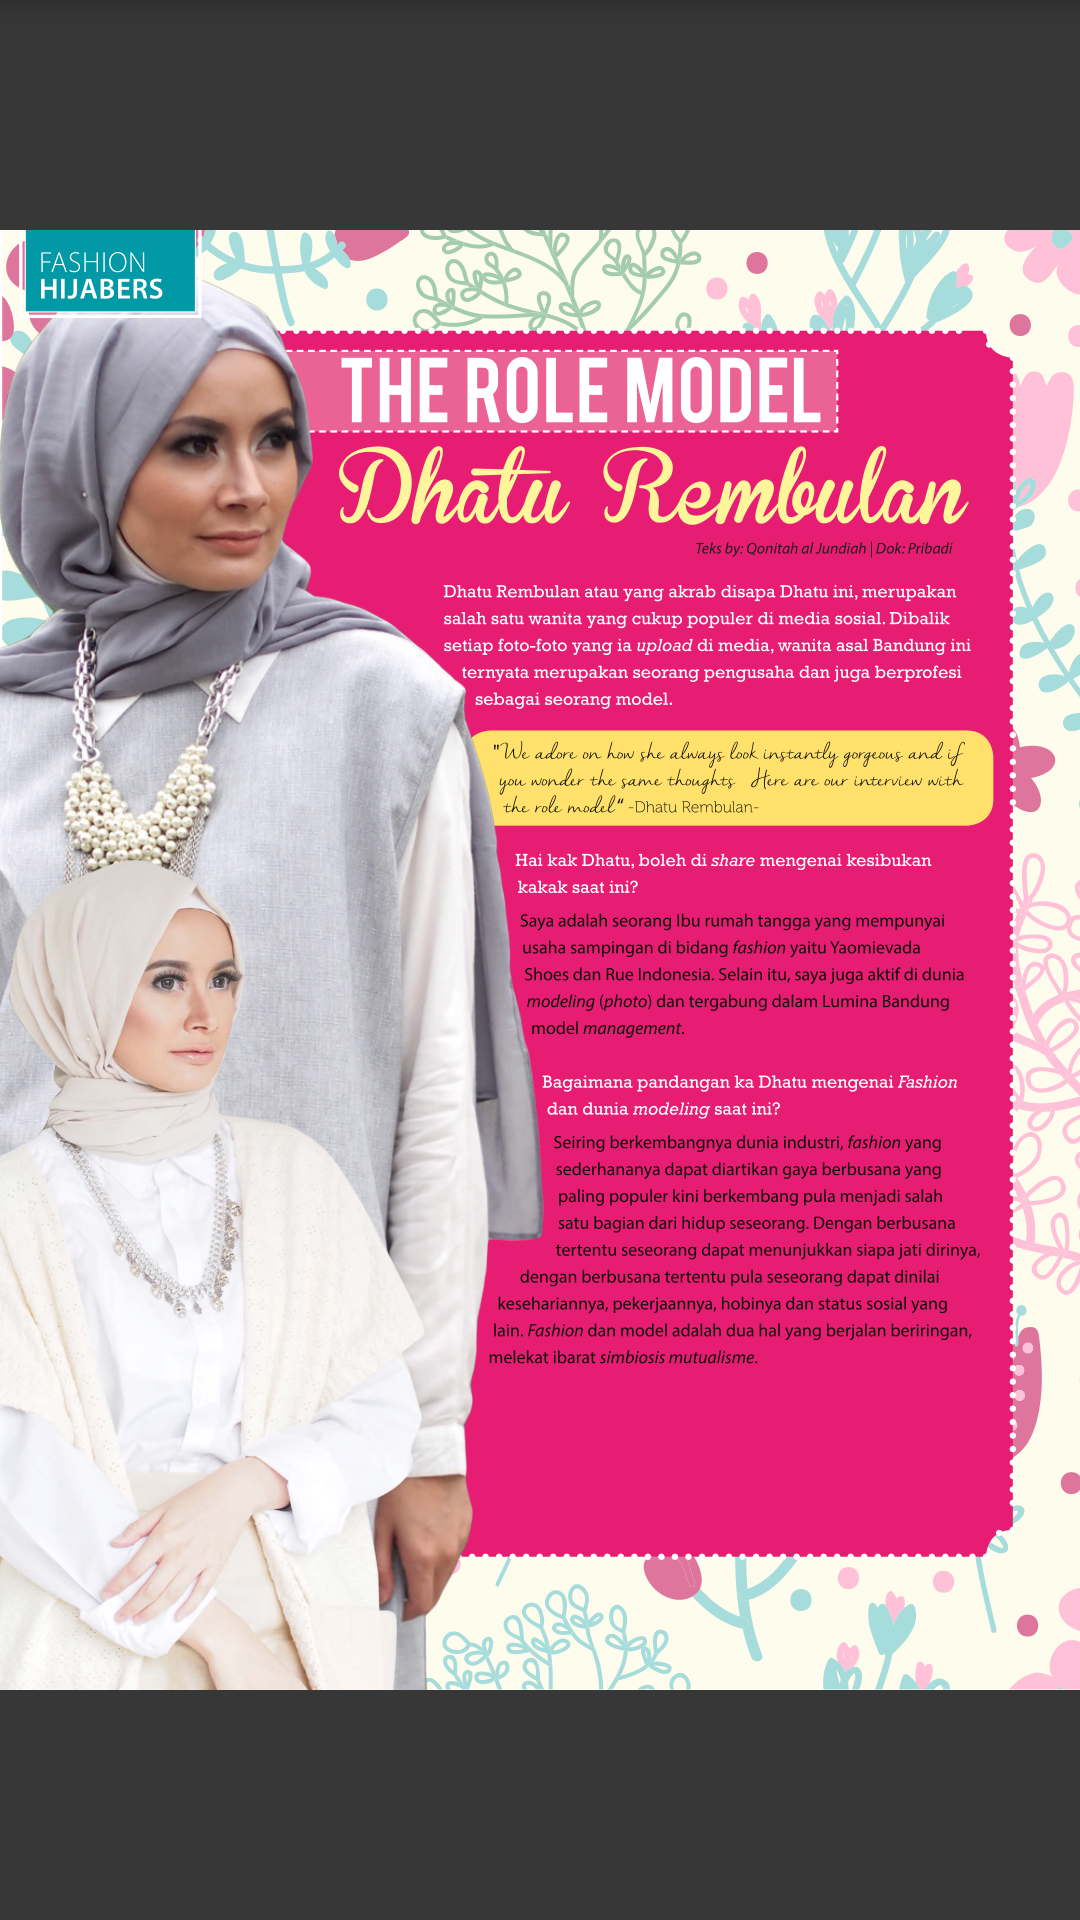 FASHION
HIJABERS
THE ROLE MODEL
Dhatu Rembulan
Teks by: Qonitah al Jundiah | Dok: Pribadi
Dhatu Rembulan atau yang akrab disapa Dhatu ini, merupakan
salah satu wanita yang cukup populer di media sosial. Dibalik
setiap foto-foto yang ia upload di media, wanita asal Bandung ini
ternyata merupakan seorang pengusaha dan juga berprofesi
sebagai seorang model.
"We adore on how she always look instantly gorgeous and if
you wonder the same thoughts Here are our interview with
the role model“ -Dhatu Rembulan-
Hai kak Dhatu, boleh di share mengenai kesibukan
kakak saat ini?
Saya adalah seorang Ibu rumah tangga yang mempunyai
usaha sampingan di bidang fashion yaitu Yaomievada
Shoes dan Rue Indonesia. Selain itu, saya juga aktif di dunia
modeling (photo) dan tergabung dalam Lumina Bandung
model management.
Bagaimana pandangan ka Dhatu mengenai Fashion
dan dunia modeling saat ini?
Seiring berkembangnya dunia industri, fashion yang
sederhananya dapat diartikan gaya berbusana yang
paling populer kini berkembang pula menjadi salah
satu bagian dari hidup seseorang. Dengan berbusana
tertentu seseorang dapat menunjukkan siapa jati dirinya,
dengan berbusana tertentu pula seseorang dapat dinilai
kesehariannya, pekerjaannya, hobinya dan status sosial yang
lain. Fashion dan model adalah dua hal yang berjalan beriringan,
melekat ibarat simbiosis mutualisme.